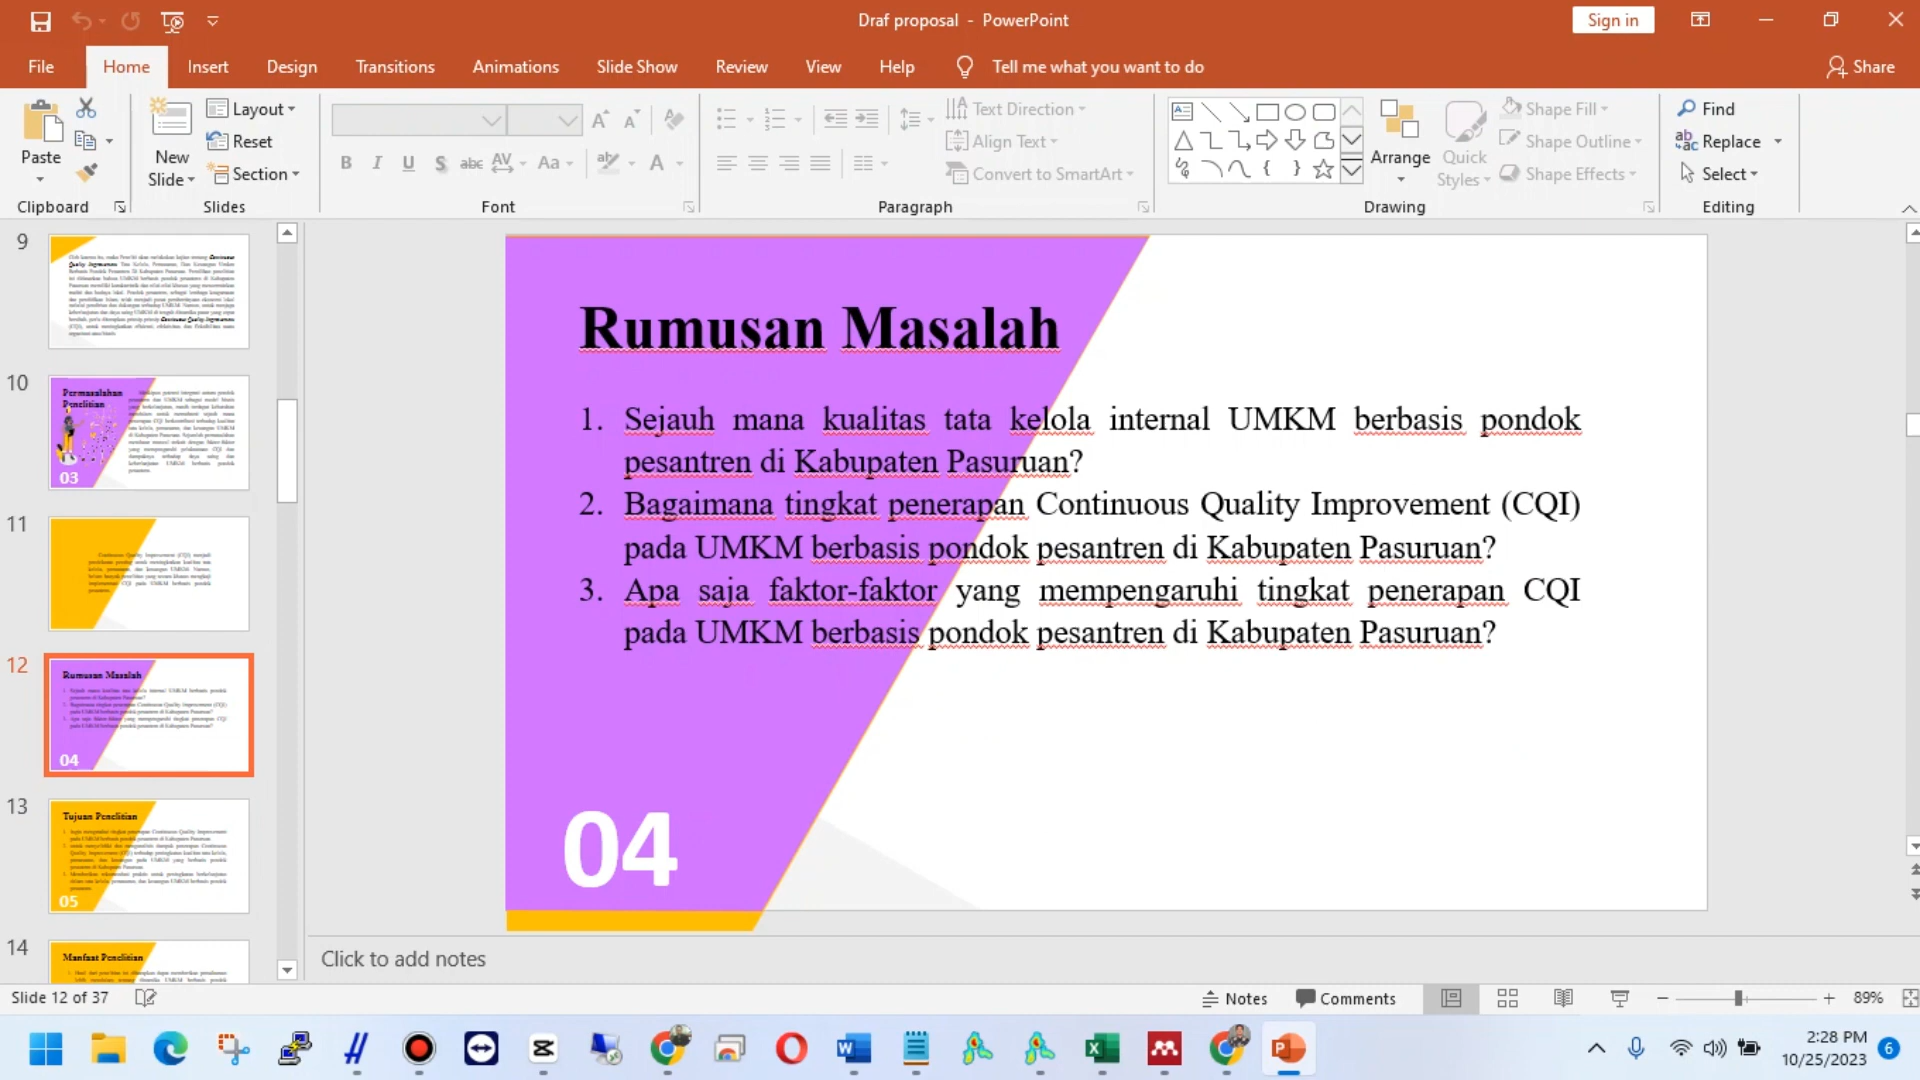 Draf proposal - PowerPoint
Sign in
File Home Insert Design Transitions Animations Slide Show Review View Help Tell me what you want to do Share
Paste
Clipboard
New Slide
Layout
Reset
Section
Slides
Font
Text Direction
Align Text
Convert to SmartArt
Paragraph
Arrange
Quick Styles
Shape Fill
Shape Outline
Shape Effects
Drawing
Find
Replace
Select
Editing
9
10
Permasalahan
Penelitian
03
11
12
Rumusan Masalah
04
13
Tujuan Penelitian
05
14
Manfaat Penelitian
Rumusan Masalah
1. Sejauh mana kualitas tata kelola internal UMKM berbasis pondok
pesantren di Kabupaten Pasuruan?
2. Bagaimana tingkat penerapan Continuous Quality Improvement (CQI)
pada UMKM berbasis pondok pesantren di Kabupaten Pasuruan?
3. Apa saja faktor-faktor yang mempengaruhi tingkat penerapan CQI
pada UMKM berbasis pondok pesantren di Kabupaten Pasuruan?
04
Click to add notes
Slide 12 of 37
Notes Comments 89%
2:28 PM
10/25/2023
6